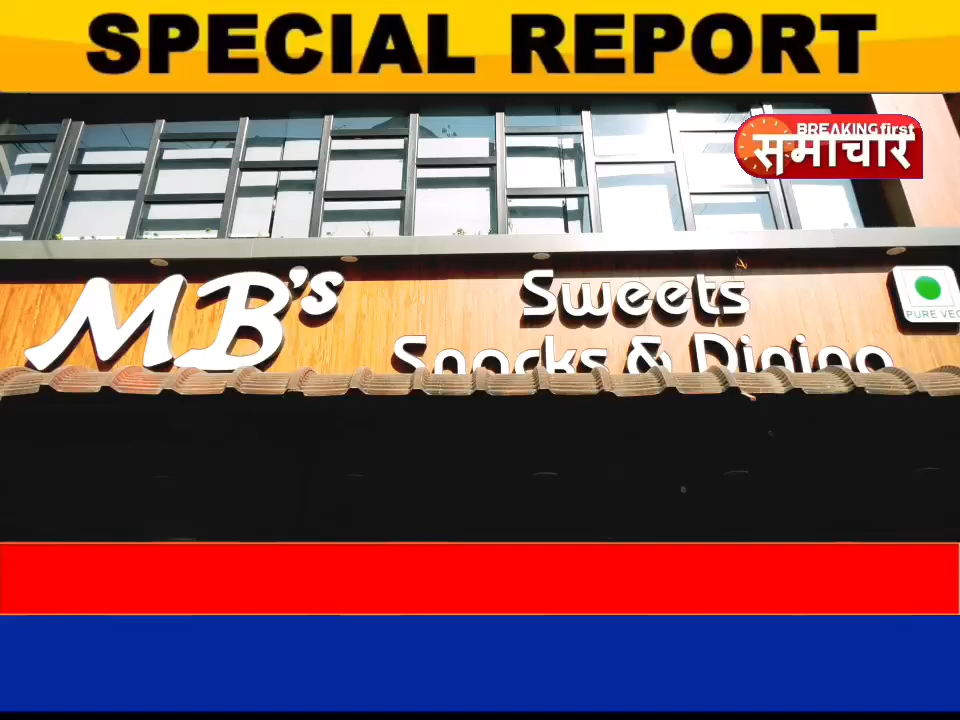 SPECIAL REPORT
BREAKING first
समाचार
MB's
Sweets
Snacks & Dining
PURE VEG